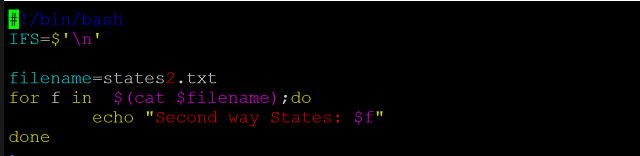 #!/bin/bash
IFS=$'\n'
filename=states2.txt
for f in  $(cat $filename);do
        echo "Second way States: $f"
done